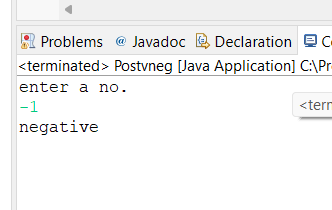 Problems @ Javadoc Declaration
<terminated> Postvneg [Java Application] C:\Pr
enter a no.
-1
negative